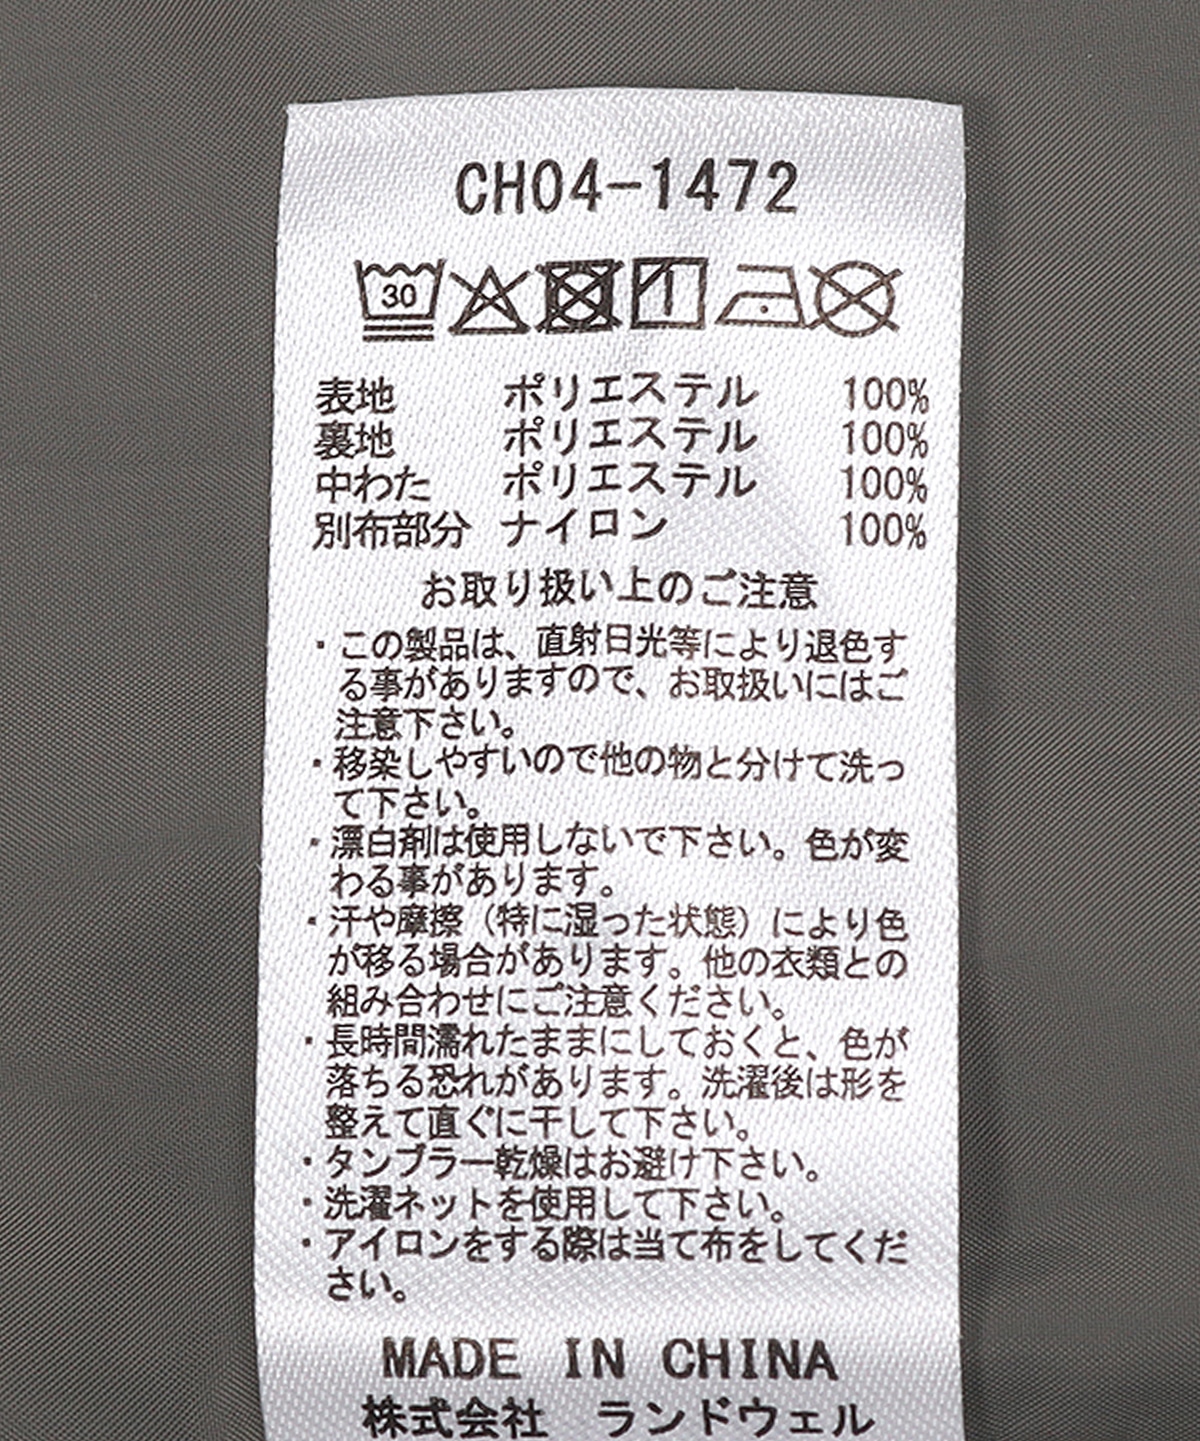 CH04-1472
30
表地 ポリエステル 100%
裏地 ポリエステル 100%
中わた ポリエステル 100%
別布部分 ナイロン 100%
お取り扱い上のご注意
・この製品は、直射日光等により退色す
る事がありますので、お取扱いにはご
注意下さい。
・移染しやすいので他の物と分けて洗っ
て下さい。
・漂白剤は使用しないで下さい。色が変
わる事があります。
・汗や摩擦（特に湿った状態）により色
が移る場合があります。他の衣類との
組み合わせにご注意ください。
・長時間濡れたままにしておくと、色が
落ちる恐れがあります。洗濯後は形を
整えて直ぐに干して下さい。
・タンブラー乾燥はお避け下さい。
・洗濯ネットを使用して下さい。
・アイロンをする際は当て布をしてくだ
さい。
MADE IN CHINA
株式会社 ランドウェル